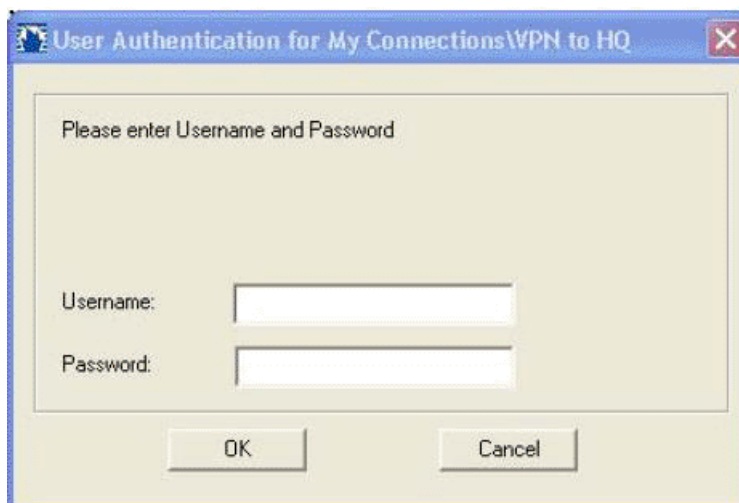 User Authentication for My Connections\VPN to HQ
Please enter Username and Password
Username:
Password:
OK
Cancel